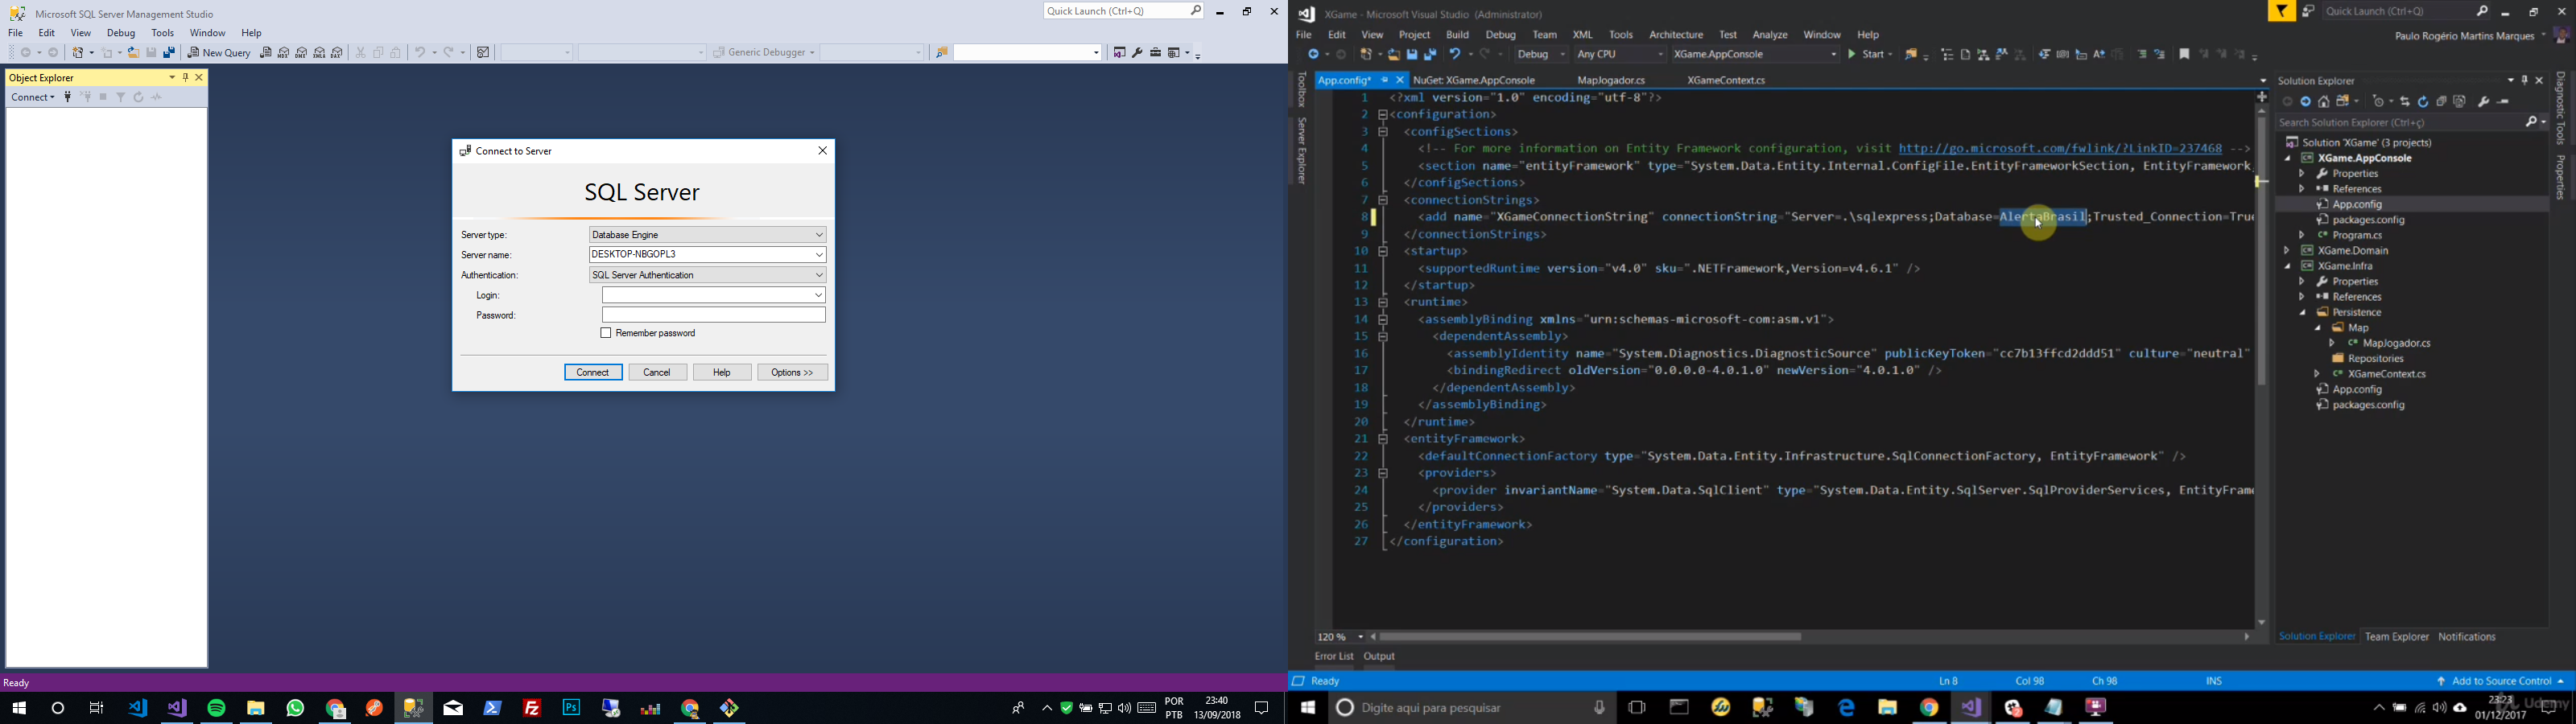 Microsoft SQL Server Management Studio
Quick Launch (Ctrl+Q)
File Edit View Debug Tools Window Help
New Query
Generic Debugger
Object Explorer
Connect
Connect to Server
SQL Server
Server type: Database Engine
Server name: DESKTOP-NBGOPL3
Authentication: SQL Server Authentication
Login:
Password:
Remember password
Connect Cancel Help Options >>
Ready
POR
PTB
23:40
13/09/2018
XGame - Microsoft Visual Studio (Administrator)
Quick Launch (Ctrl+Q)
File Edit View Project Build Debug Team XML Tools Architecture Test Analyze Window Help
Paulo Rogério Martins Marques
Debug Any CPU XGame.AppConsole Start
Toolbox
Server Explorer
App.config* NuGet: XGame.AppConsole MapJogador.cs XGameContext.cs
1 <?xml version="1.0" encoding="utf-8"?>
2 <configuration>
3 <configSections>
4 <!-- For more information on Entity Framework configuration, visit http://go.microsoft.com/fwlink/?LinkID=237468 -->
5 <section name="entityFramework" type="System.Data.Entity.Internal.ConfigFile.EntityFrameworkSection, EntityFramework,
6 </configSections>
7 <connectionStrings>
8 <add name="XGameConnectionString" connectionString="Server=.\sqlexpress;Database=AlertaBrasil;Trusted_Connection=True
9 </connectionStrings>
10 <startup>
11 <supportedRuntime version="v4.0" sku=".NETFramework,Version=v4.6.1" />
12 </startup>
13 <runtime>
14 <assemblyBinding xmlns="urn:schemas-microsoft-com:asm.v1">
15 <dependentAssembly>
16 <assemblyIdentity name="System.Diagnostics.DiagnosticSource" publicKeyToken="cc7b13ffcd2ddd51" culture="neutral"
17 <bindingRedirect oldVersion="0.0.0.0-4.0.1.0" newVersion="4.0.1.0" />
18 </dependentAssembly>
19 </assemblyBinding>
20 </runtime>
21 <entityFramework>
22 <defaultConnectionFactory type="System.Data.Entity.Infrastructure.SqlConnectionFactory, EntityFramework" />
23 <providers>
24 <provider invariantName="System.Data.SqlClient" type="System.Data.Entity.SqlServer.SqlProviderServices, EntityFrame
25 </providers>
26 </entityFramework>
27 </configuration>
120 %
Error List Output
Solution Explorer
Search Solution Explorer (Ctrl+ç)
Solution 'XGame' (3 projects)
XGame.AppConsole
Properties
References
App.config
packages.config
Program.cs
XGame.Domain
XGame.Infra
Properties
References
Persistence
Map
MapJogador.cs
Repositories
XGameContext.cs
App.config
packages.config
Solution Explorer Team Explorer Notifications
Diagnostic Tools
Properties
Ready Ln 8 Col 98 Ch 98 INS Add to Source Control
Digite aqui para pesquisar
23:23
01/12/2017
Udemy